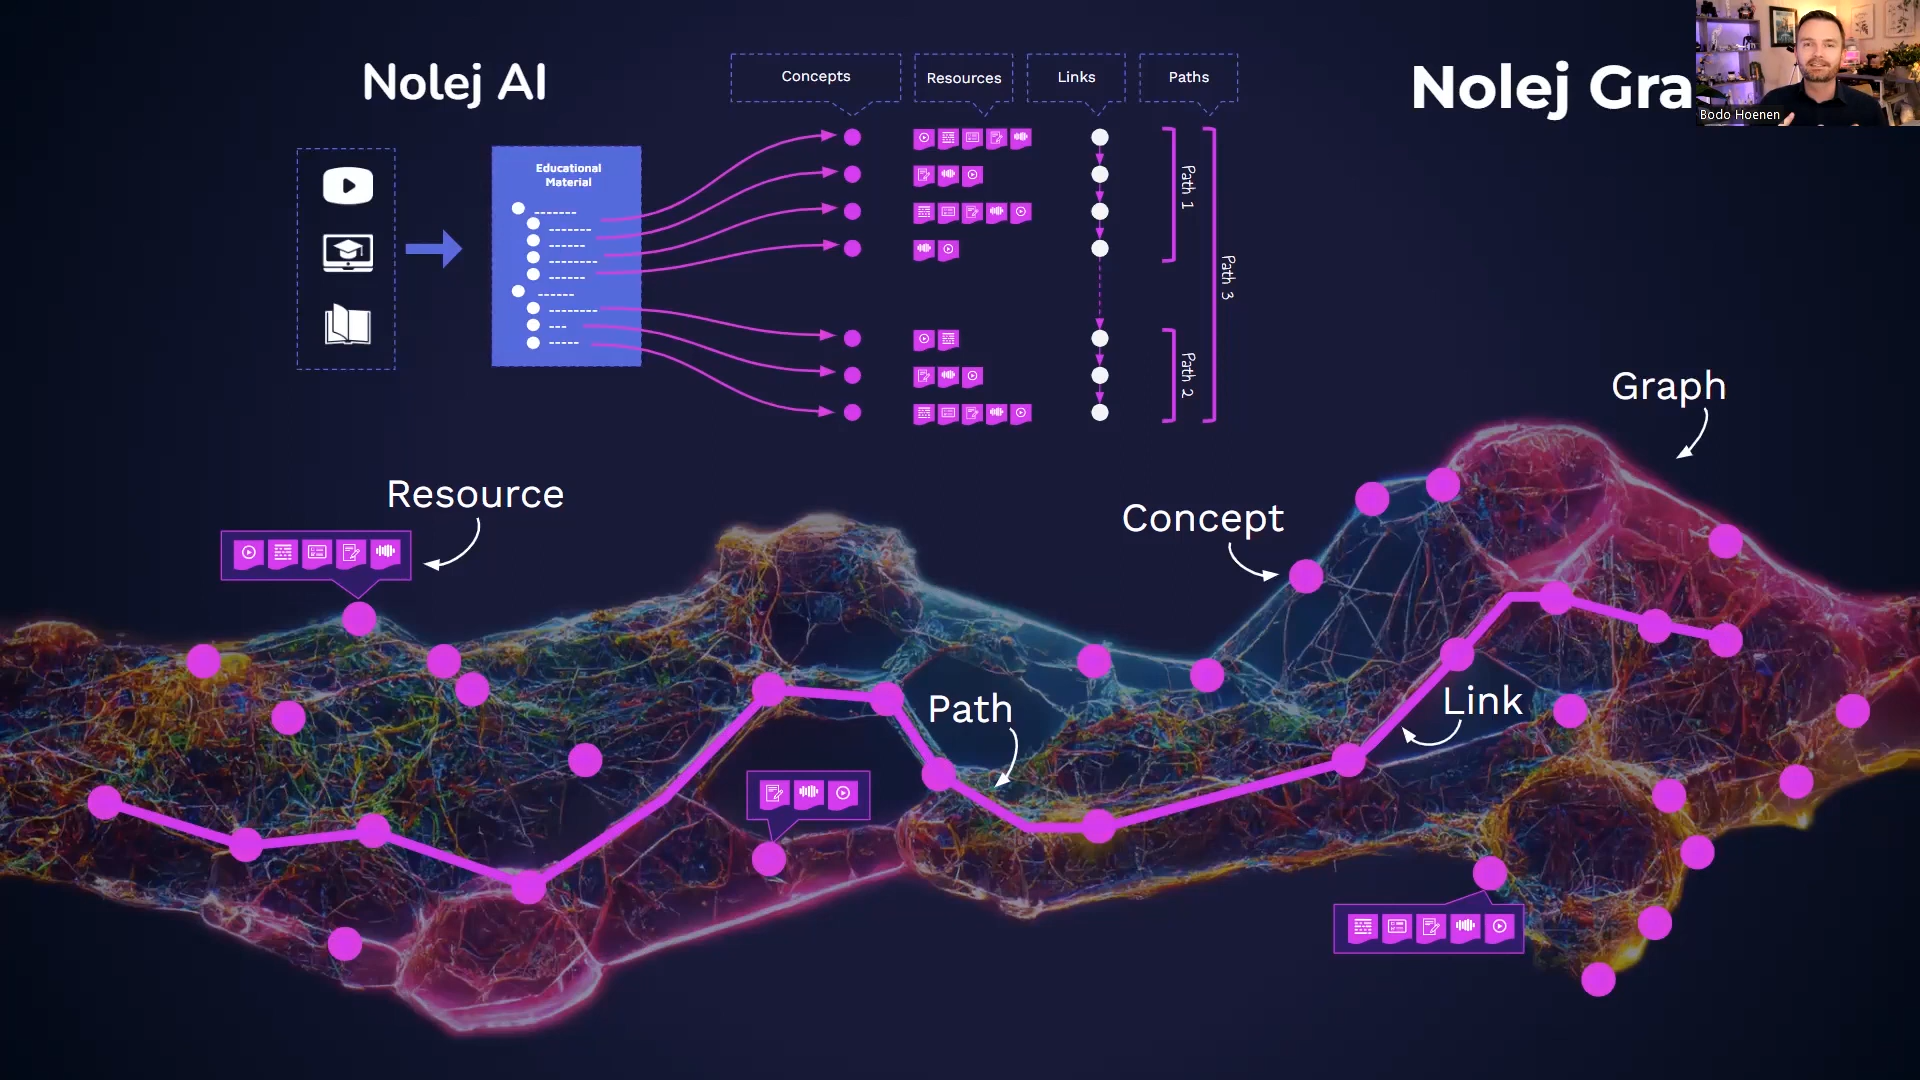 Nolej AI
Concepts
Resources
Links
Paths
Nolej Gra
Bodo Hoenen
Educational
Material
Path 1
Path 3
Path 2
Graph
Resource
Concept
Path
Link